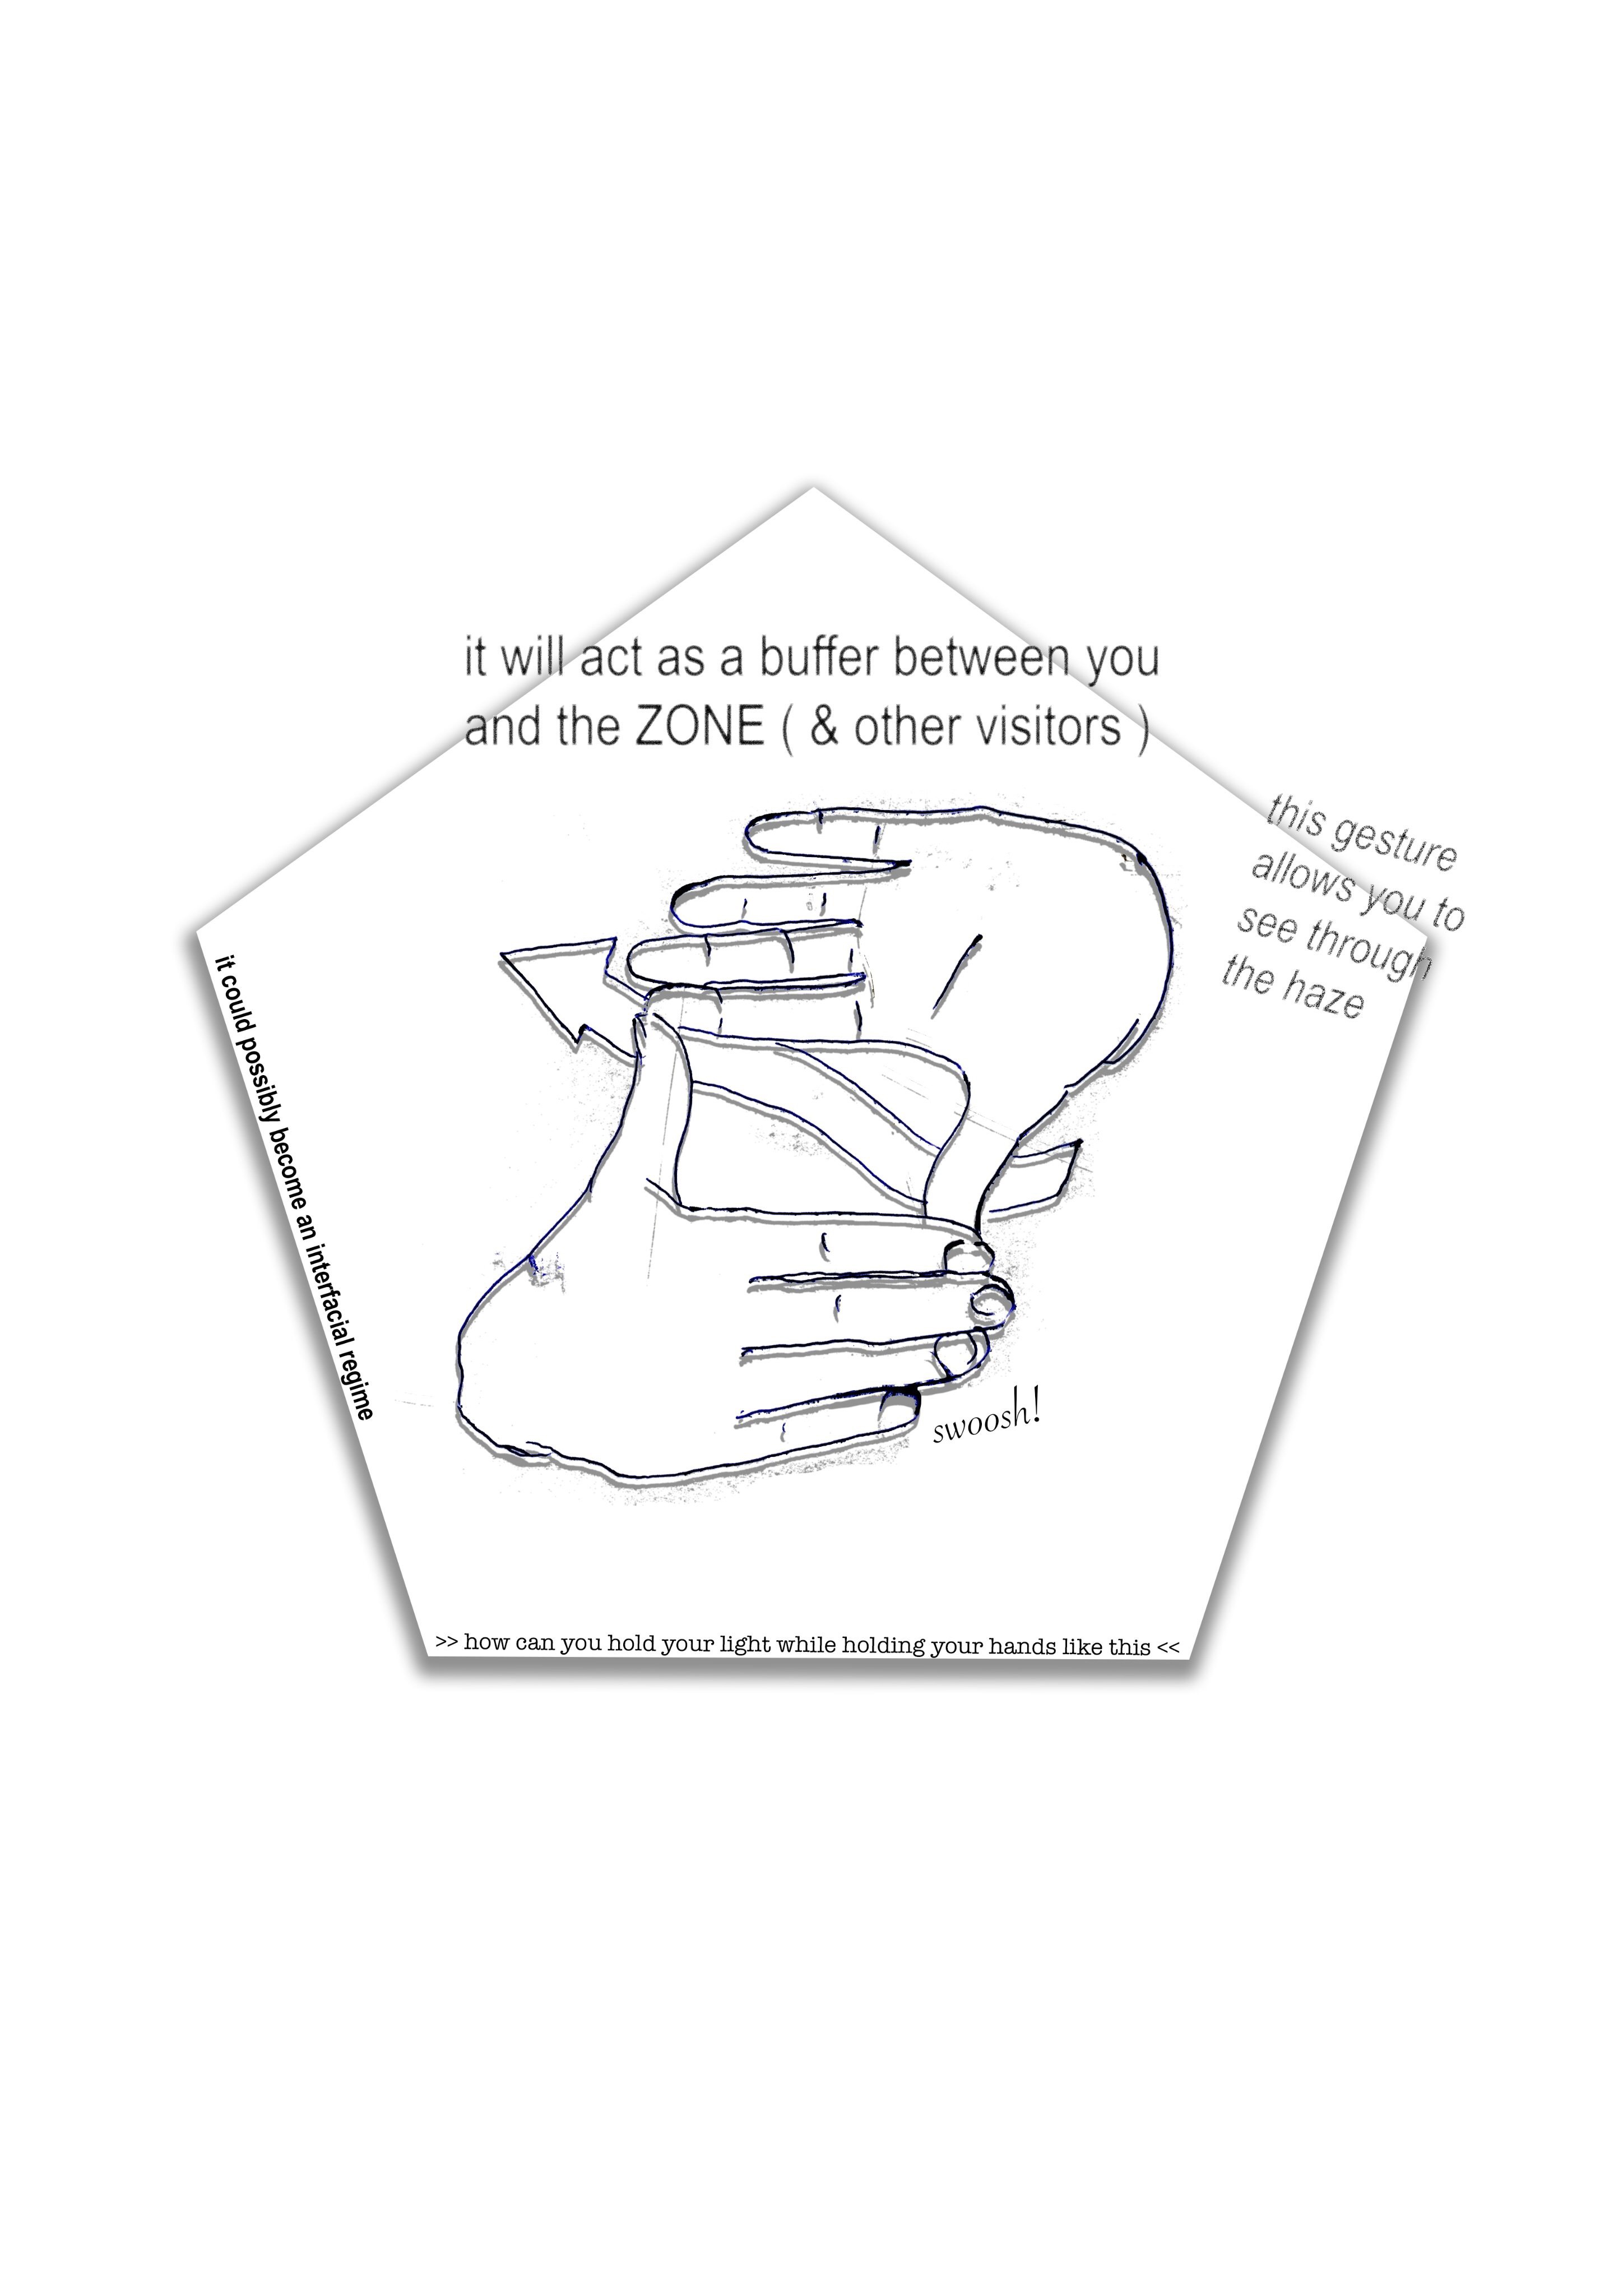 it will act as a buffer between you
and the ZONE ( & other visitors )
this gesture
allows you to
see through
the haze
it could possibly become an interfacial regime
swoosh!
>> how can you hold your light while holding your hands like this <<